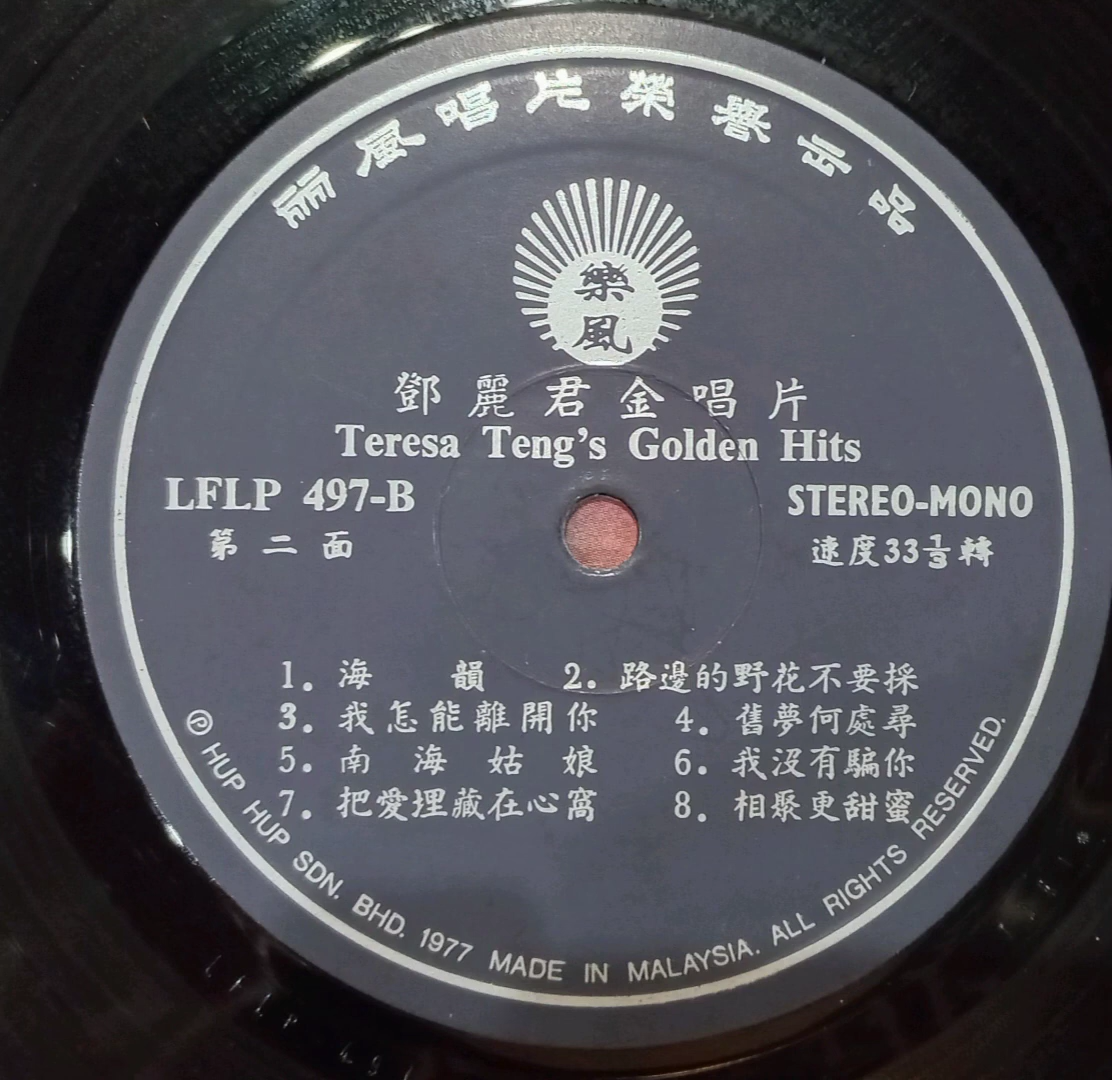 麗風唱片榮譽出品
樂風
鄧麗君金唱片
Teresa Teng's Golden Hits
LFLP 497-B
STEREO-MONO
第二面
速度33⅓轉
1. 海韻 2. 路邊的野花不要採
3. 我怎能離開你 4. 舊夢何處尋
5. 南海姑娘 6. 我没有騙你
7. 把愛埋藏在心窩 8. 相聚更甜蜜
℗ HUP HUP SDN. BHD. 1977 MADE IN MALAYSIA. ALL RIGHTS RESERVED.